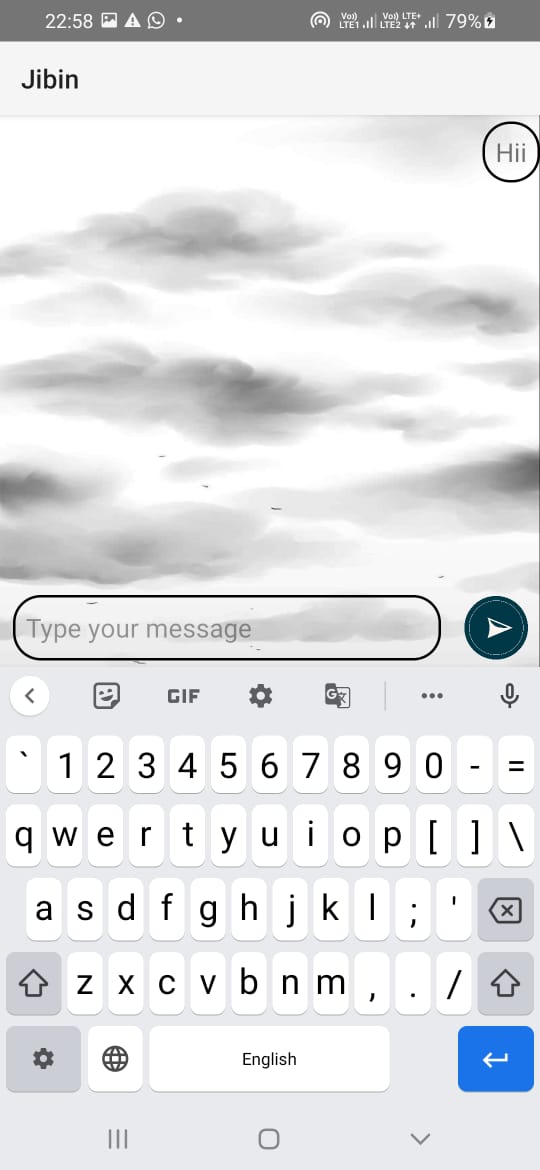 22:58 Vo) LTE1 Vo) LTE+ LTE2 79%
Jibin
Hii
Type your message
GIF G
` 1 2 3 4 5 6 7 8 9 0 - =
q w e r t y u i o p [ ] \
a s d f g h j k l ; '
z x c v b n m , . /
English